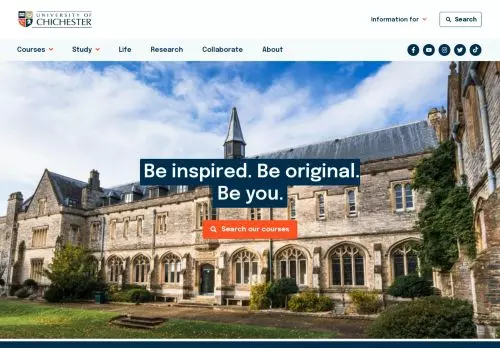 UNIVERSITY OF
CHICHESTER
Information for
Search
Courses
Study
Life
Research
Collaborate
About
Be inspired. Be original.
Be you.
Search our courses